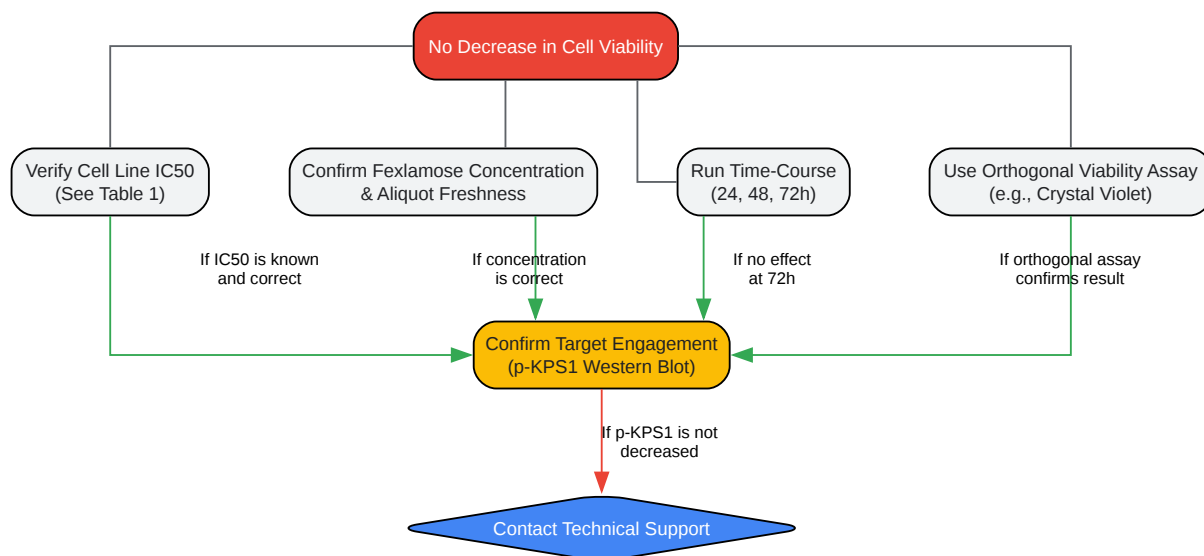 No Decrease in Cell Viability
Verify Cell Line IC50
(See Table 1)
Confirm Fexlamose Concentration
& Aliquot Freshness
Run Time-Course
(24, 48, 72h)
Use Orthogonal Viability Assay
(e.g., Crystal Violet)
If IC50 is known
and correct
If concentration
is correct
If no effect
at 72h
If orthogonal assay
confirms result
Confirm Target Engagement
(p-KPS1 Western Blot)
If p-KPS1 is not
decreased
Contact Technical Support